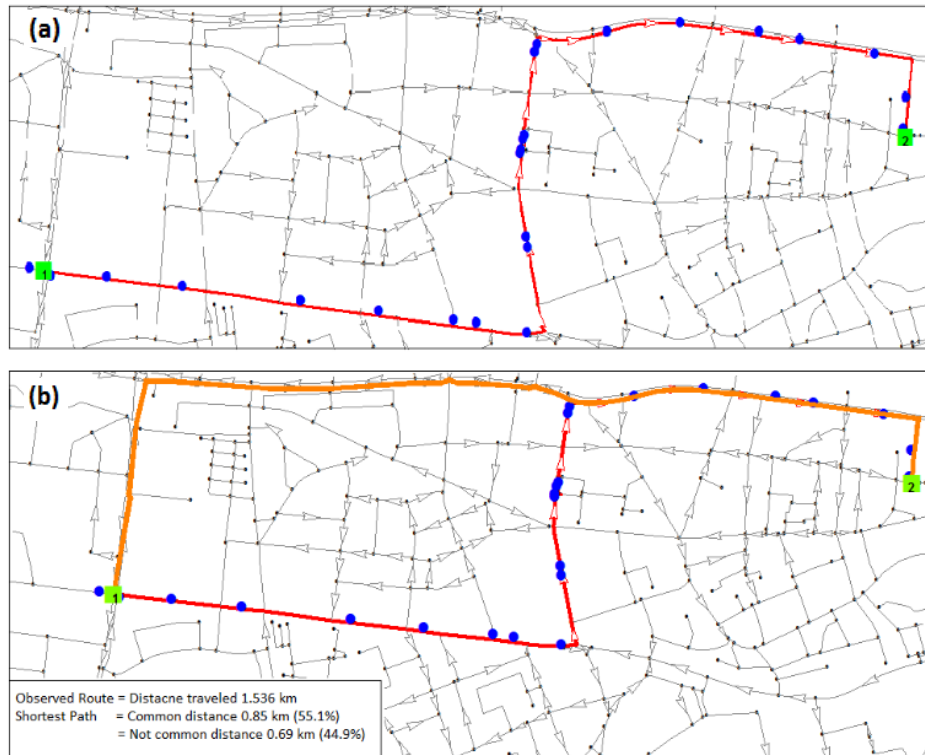 (a)
1
2
(b)
1
2
Observed Route = Distacne traveled 1.536 km
Shortest Path = Common distance 0.85 km (55.1%)
= Not common distance 0.69 km (44.9%)